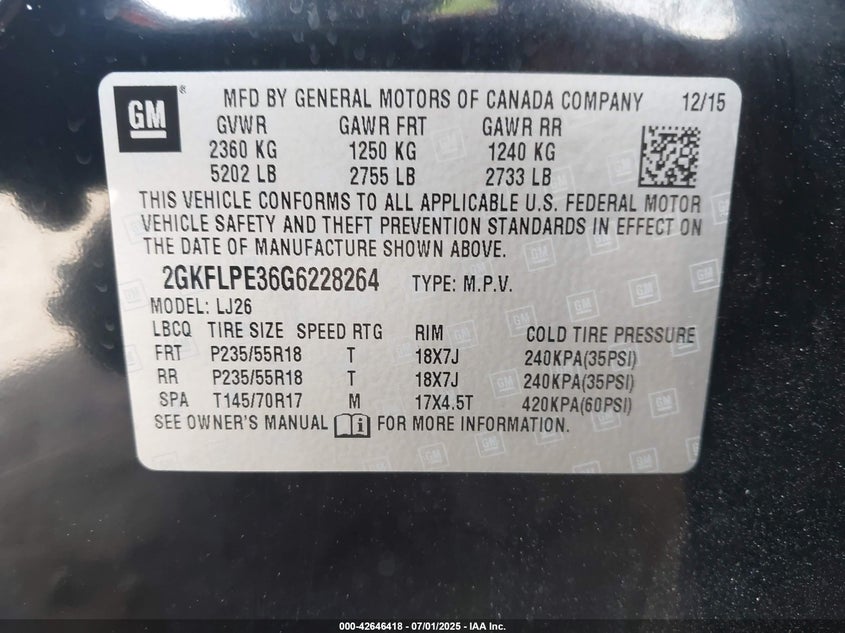 GM ® MFD BY GENERAL MOTORS OF CANADA COMPANY 12/15
GVWR GAWR FRT GAWR RR
2360 KG 1250 KG 1240 KG
5202 LB 2755 LB 2733 LB
THIS VEHICLE CONFORMS TO ALL APPLICABLE U.S. FEDERAL MOTOR
VEHICLE SAFETY AND THEFT PREVENTION STANDARDS IN EFFECT ON
THE DATE OF MANUFACTURE SHOWN ABOVE.
2GKFLPE36G6228264 TYPE: M.P.V.
MODEL: LJ26
LBCQ TIRE SIZE SPEED RTG RIM COLD TIRE PRESSURE
FRT P235/55R18 T 18X7J 240KPA(35PSI)
RR P235/55R18 T 18X7J 240KPA(35PSI)
SPA T145/70R17 M 17X4.5T 420KPA(60PSI)
SEE OWNER'S MANUAL i FOR MORE INFORMATION.
000-42646418 - 07/01/2025 - IAA Inc.